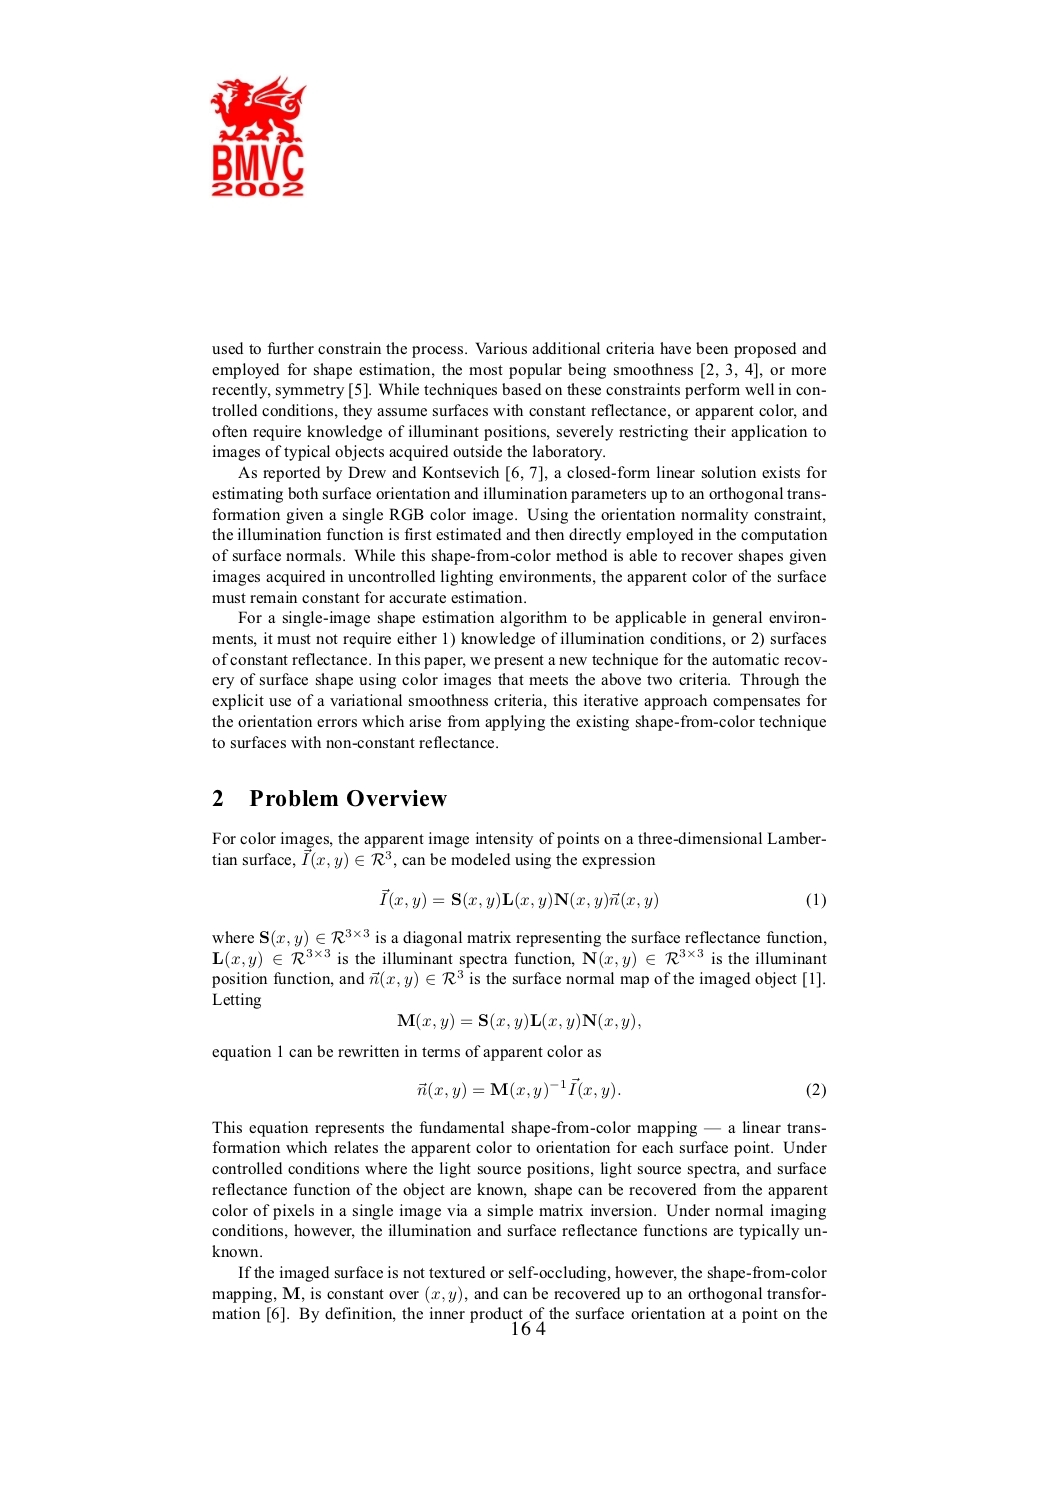 BMVC
2002
used to further constrain the process. Various additional criteria have been proposed and
employed for shape estimation, the most popular being smoothness [2, 3, 4], or more
recently, symmetry [5]. While techniques based on these constraints perform well in con-
trolled conditions, they assume surfaces with constant reflectance, or apparent color, and
often require knowledge of illuminant positions, severely restricting their application to
images of typical objects acquired outside the laboratory.
As reported by Drew and Kontsevich [6, 7], a closed-form linear solution exists for
estimating both surface orientation and illumination parameters up to an orthogonal trans-
formation given a single RGB color image. Using the orientation normality constraint,
the illumination function is first estimated and then directly employed in the computation
of surface normals. While this shape-from-color method is able to recover shapes given
images acquired in uncontrolled lighting environments, the apparent color of the surface
must remain constant for accurate estimation.
For a single-image shape estimation algorithm to be applicable in general environ-
ments, it must not require either 1) knowledge of illumination conditions, or 2) surfaces
of constant reflectance. In this paper, we present a new technique for the automatic recov-
ery of surface shape using color images that meets the above two criteria. Through the
explicit use of a variational smoothness criteria, this iterative approach compensates for
the orientation errors which arise from applying the existing shape-from-color technique
to surfaces with non-constant reflectance.
2 Problem Overview
For color images, the apparent image intensity of points on a three-dimensional Lamber-
tian surface, $\vec{I}(x, y) \in \mathcal{R}^3$, can be modeled using the expression
$\vec{I}(x, y) = \mathbf{S}(x, y)\mathbf{L}(x, y)\mathbf{N}(x, y)\vec{n}(x, y)$ (1)
where $\mathbf{S}(x, y) \in \mathcal{R}^{3\times3}$ is a diagonal matrix representing the surface reflectance function,
$\mathbf{L}(x, y) \in \mathcal{R}^{3\times3}$ is the illuminant spectra function, $\mathbf{N}(x, y) \in \mathcal{R}^{3\times3}$ is the illuminant
position function, and $\vec{n}(x, y) \in \mathcal{R}^3$ is the surface normal map of the imaged object [1].
Letting
$\mathbf{M}(x, y) = \mathbf{S}(x, y)\mathbf{L}(x, y)\mathbf{N}(x, y),$
equation 1 can be rewritten in terms of apparent color as
$\vec{n}(x, y) = \mathbf{M}(x, y)^{-1}\vec{I}(x, y).$ (2)
This equation represents the fundamental shape-from-color mapping — a linear trans-
formation which relates the apparent color to orientation for each surface point. Under
controlled conditions where the light source positions, light source spectra, and surface
reflectance function of the object are known, shape can be recovered from the apparent
color of pixels in a single image via a simple matrix inversion. Under normal imaging
conditions, however, the illumination and surface reflectance functions are typically un-
known.
If the imaged surface is not textured or self-occluding, however, the shape-from-color
mapping, $\mathbf{M}$, is constant over $(x, y)$, and can be recovered up to an orthogonal transfor-
mation [6]. By definition, the inner product of the surface orientation at a point on the
164